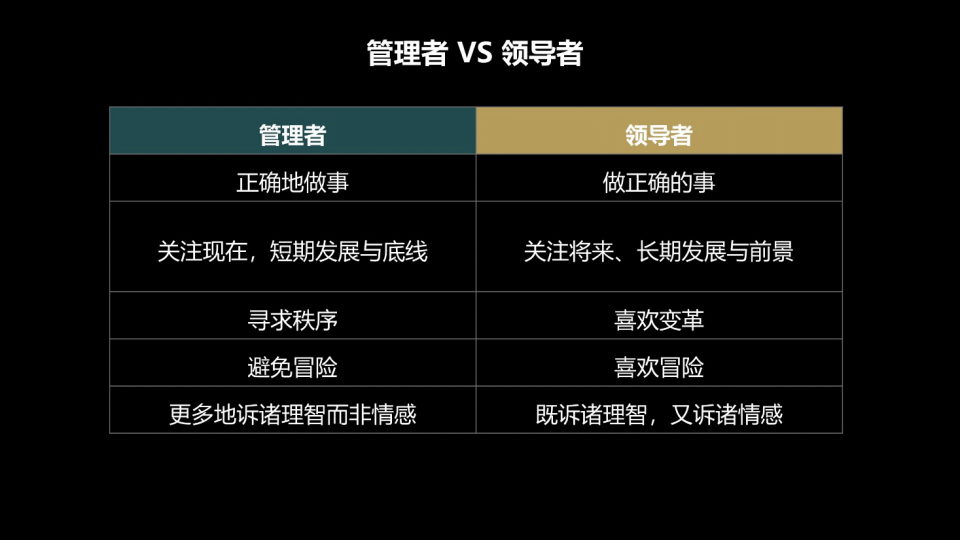 管理者 VS 领导者
管理者 领导者
正确地做事 做正确的事
关注现在，短期发展与底线 关注将来、长期发展与前景
寻求秩序 喜欢变革
避免冒险 喜欢冒险
更多地诉诸理智而非情感 既诉诸理智，又诉诸情感